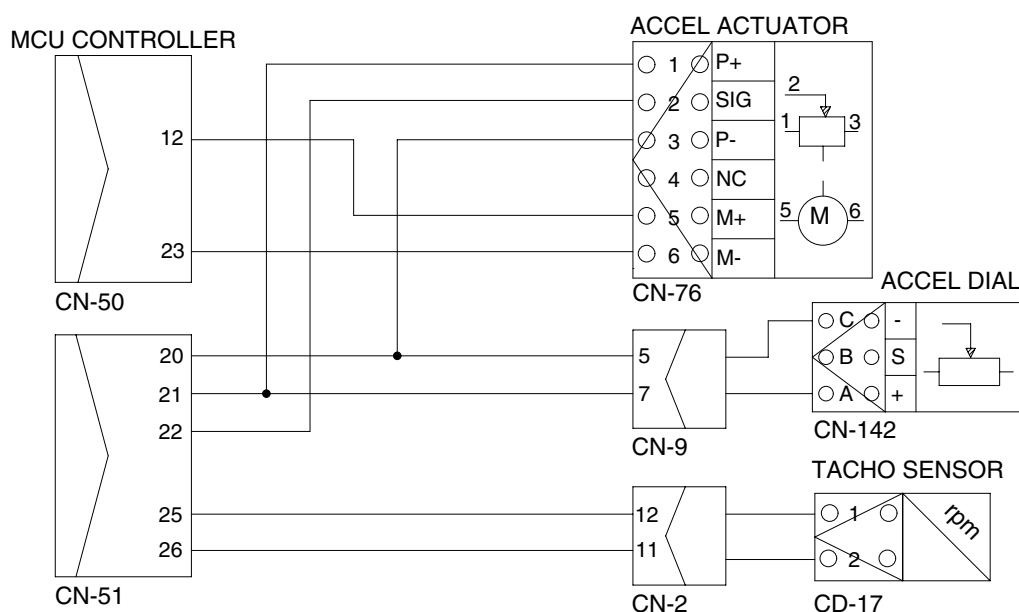 MCU CONTROLLER
12
23
CN-50
20
21
22
25
26
CN-51
ACCEL ACTUATOR
1 P+
2 SIG
3 P-
4 NC
5 M+
6 M-
2
1 3
5 M 6
CN-76
5
7
CN-9
ACCEL DIAL
C -
B S
A +
CN-142
12
11
CN-2
TACHO SENSOR
1
2
rpm
CD-17